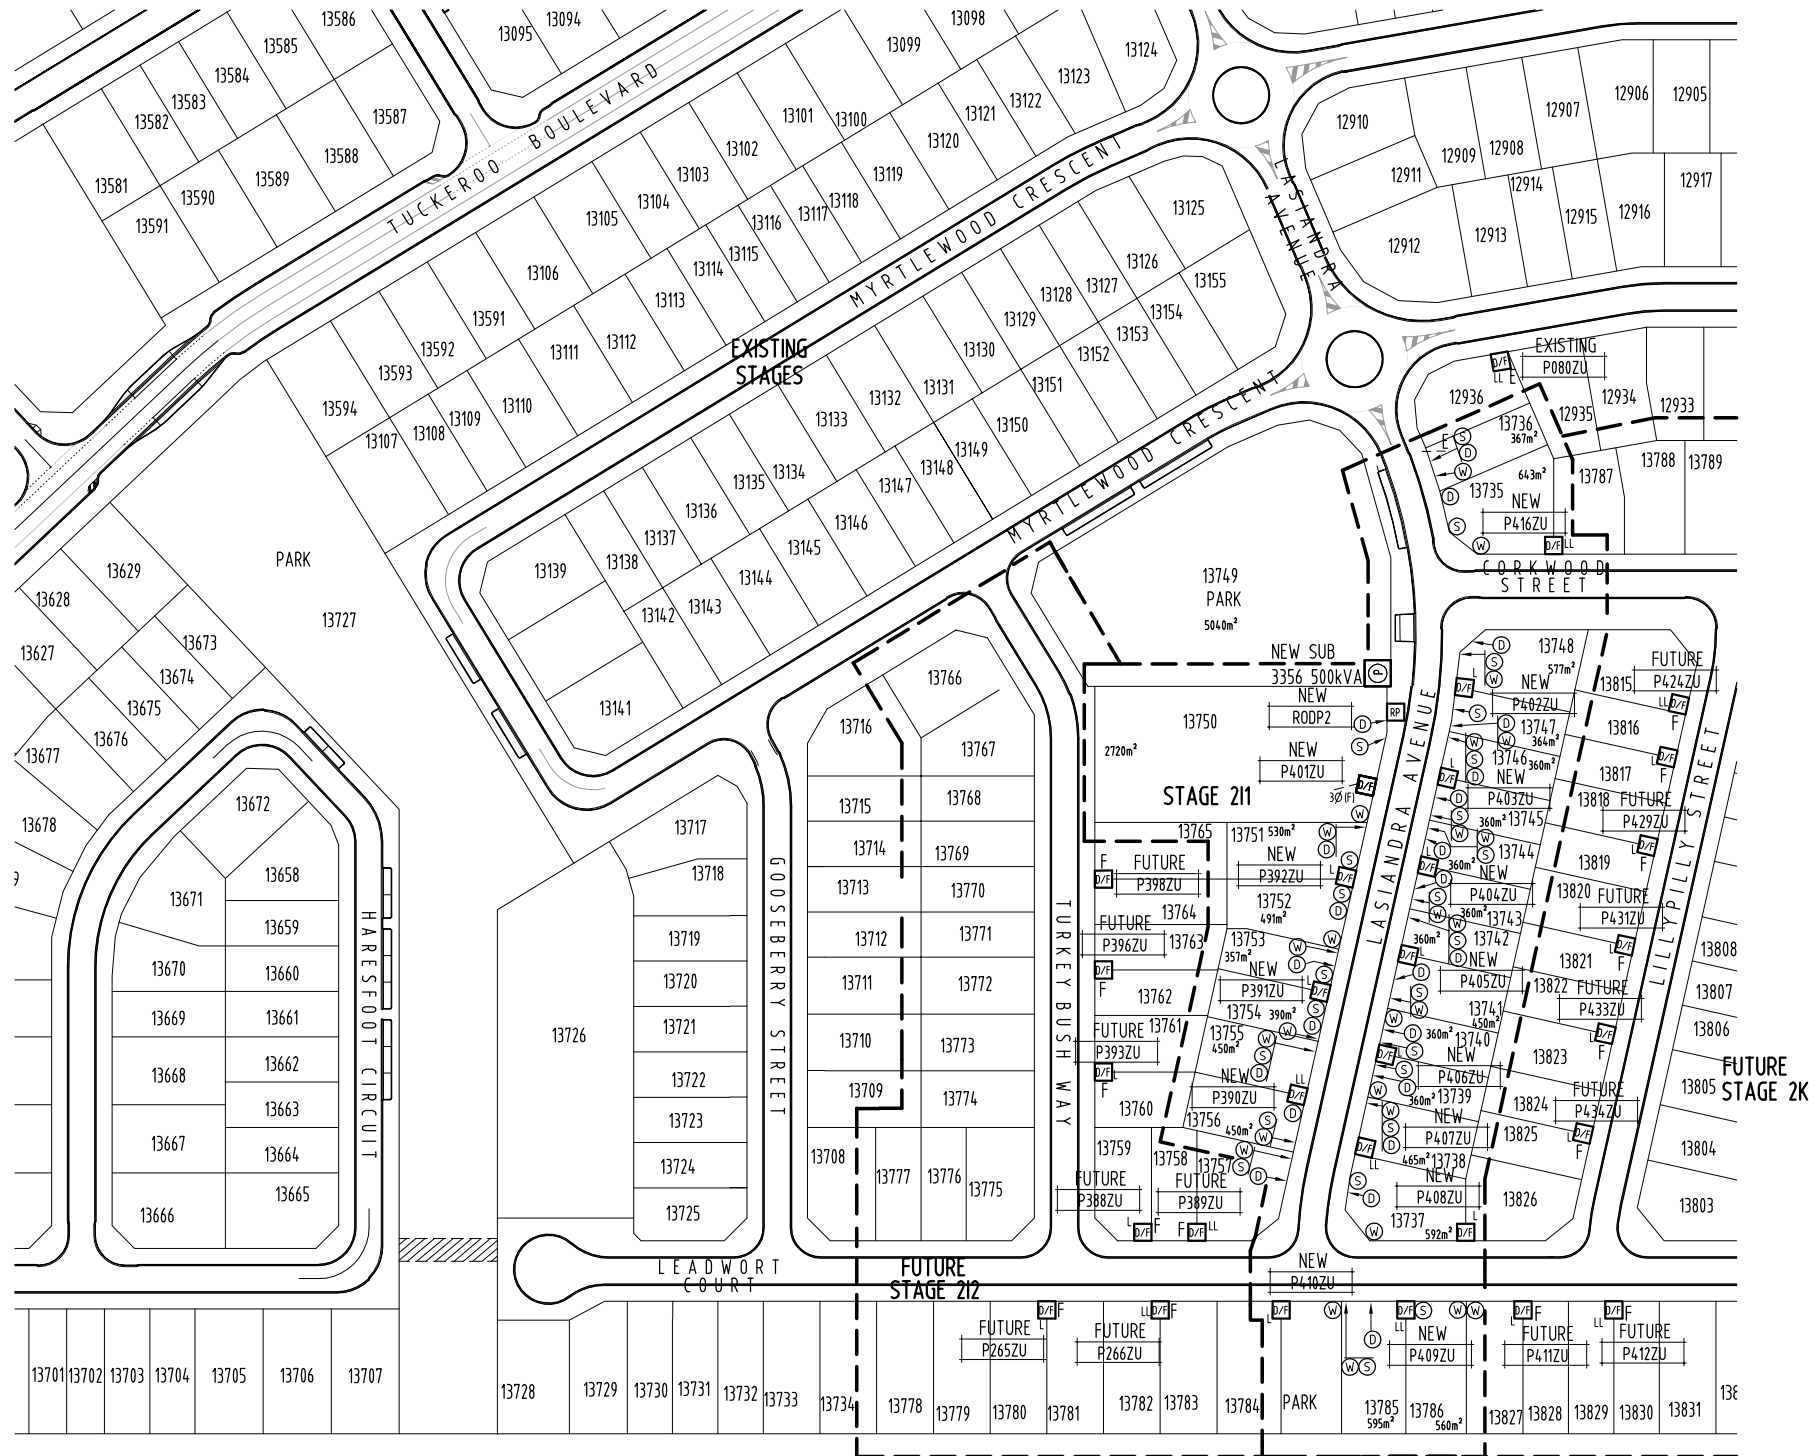 13586
13585
13584
13583
13582
13581
13587
13588
13589
13590
13591
13095
13094
13098
13099
13100
13101
13102
13103
13104
13105
13106
13591
13592
13593
13594
TUCKEROO BOULEVARD
13124
13123
13122
13121
13120
13119
13118
13117
13116
13115
13114
13113
13112
13111
13110
13109
13108
13107
MYRTLEWOOD CRESCENT
EXISTING
STAGES
13125
13126
13127
13128
13129
13130
13131
13132
13133
13134
13135
13136
13137
13138
13139
13155
13154
13153
13152
13151
13150
13149
13148
13147
13146
13145
13144
13143
13142
13141
MYRTLEWOOD CRESCENT
LASIANDRA
AVENUE
12910
12911
12912
12909
12908
12907
12906
12905
12913
12914
12915
12916
12917
EXISTING
P080ZU
D/F
LL E
12936
12935
12934
12933
13736
367m²
E
643m²
13735
NEW
P416ZU
D/F LL
13787
13788
13789
CORKWOOD
STREET
PARK
13727
13629
13628
13627
13673
13674
13675
13676
13677
13678
13672
13671
13670
13669
13668
13667
13666
13658
13659
13660
13661
13662
13663
13664
13665
HARESFOOT CIRCUIT
13749
PARK
5040m²
NEW SUB
3356 500kVA
P
NEW
RODP2
RP
13750
2720m²
NEW
P401ZU
D/F
3Ø(F)
STAGE 2I1
13766
13716
13767
13715
13768
13714
13769
13713
13770
13712
13771
13711
13772
13710
13773
13709
13774
13708
13777
13776
13775
GOOSEBERRY STREET
TURKEY BUSH WAY
13717
13718
13719
13720
13721
13722
13723
13724
13725
13726
13765
13751 530m²
NEW
P392ZU
F
FUTURE
P398ZU
13752
491m²
13764
FUTURE
P396ZU
13763
13753
357m²
NEW
P391ZU
13762
13754 390m²
13761
13755
450m²
FUTURE
P393ZU
NEW
P390ZU
13760
13756
450m²
13759
13758
13757
FUTURE
P388ZU
FUTURE
P389ZU
LASIANDRA AVENUE
13748
577m²
NEW
P402ZU
13747
364m²
13746
360m²
NEW
P403ZU
13745
360m²
13744
360m²
NEW
P404ZU
13743
360m²
13742
360m²
NEW
P405ZU
13741
450m²
13740
360m²
NEW
P406ZU
13739
360m²
NEW
P407ZU
13738
465m²
NEW
P408ZU
13737
592m²
13815
FUTURE
P424ZU
13816
13817
13818
FUTURE
P429ZU
13819
13820
FUTURE
P431ZU
13821
13822
FUTURE
P433ZU
13823
13824
FUTURE
P434ZU
13825
13826
LILLYPILLY STREET
13808
13807
13806
13805
13804
13803
FUTURE
STAGE 2K
LEADWORT
COURT
FUTURE
STAGE 2I2
NEW
P410ZU
FUTURE
P265ZU
FUTURE
P266ZU
NEW
P409ZU
FUTURE
P411ZU
FUTURE
P412ZU
13701
13702
13703
13704
13705
13706
13707
13728
13729
13730
13731
13732
13733
13734
13778
13779
13780
13781
13782
13783
13784
PARK
13785
595m²
13786
560m²
13827
13828
13829
13830
13831